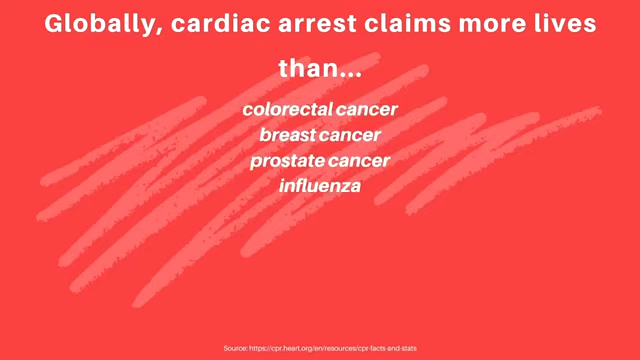 Globally, cardiac arrest claims more lives
than...
colorectal cancer
breast cancer
prostate cancer
influenza
Source: https://cpr.heart.org/en/resources/cpr-facts-and-stats